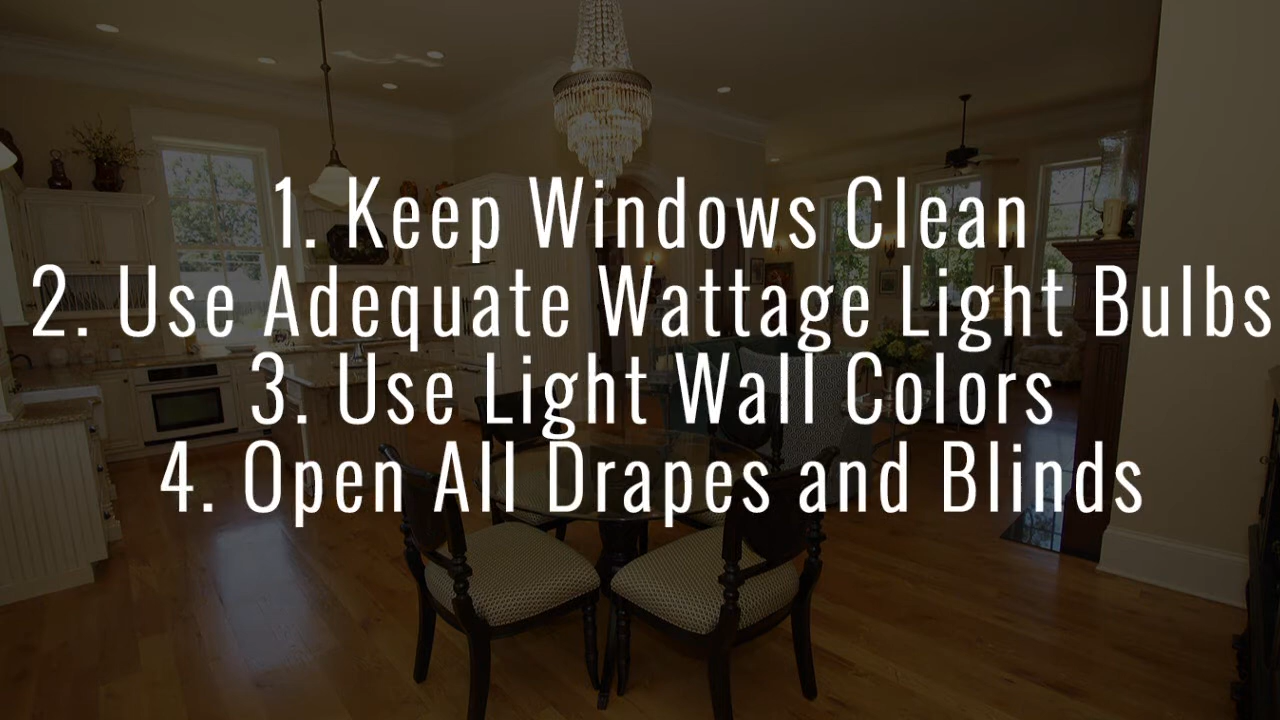 1. Keep Windows Clean
2. Use Adequate Wattage Light Bulbs
3. Use Light Wall Colors
4. Open All Drapes and Blinds